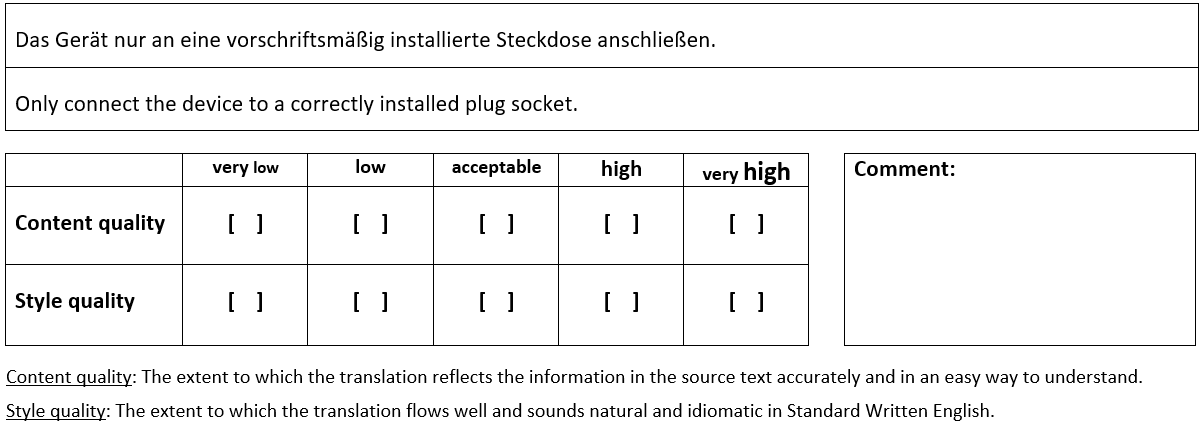 Das Gerät nur an eine vorschriftsmäßig installierte Steckdose anschließen.
Only connect the device to a correctly installed plug socket.
very low low acceptable high very high
Content quality [ ] [ ] [ ] [ ] [ ]
Style quality [ ] [ ] [ ] [ ] [ ]
Comment:
Content quality: The extent to which the translation reflects the information in the source text accurately and in an easy way to understand.
Style quality: The extent to which the translation flows well and sounds natural and idiomatic in Standard Written English.